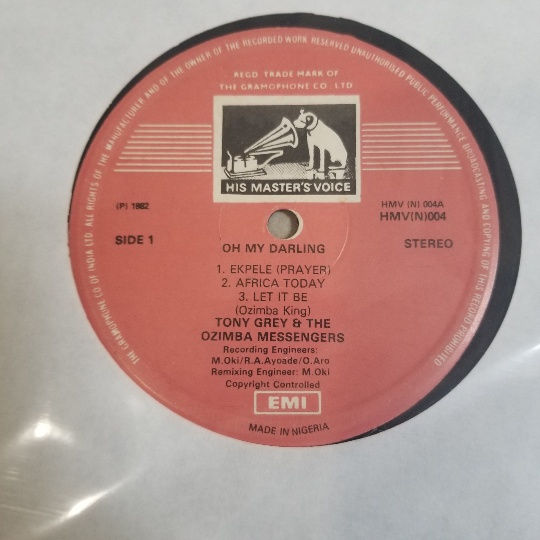 ALL RIGHTS OF THE MANUFACTURER AND OF THE OWNER OF THE RECORDED WORK RESERVED UNAUTHORISED PUBLIC PERFORMANCE BROADCASTING AND COPYING OF THIS RECORD PROHIBITED
THE GRAMOPHONE CO OF INDIA LTD.
REGD. TRADE MARK OF
THE GRAMOPHONE CO. LTD
HIS MASTER'S VOICE
(P) 1982
HMV (N) 004A
HMV(N)004
SIDE 1
STEREO
OH MY DARLING
1. EKPELE (PRAYER)
2. AFRICA TODAY
3. LET IT BE
(Ozimba King)
TONY GREY & THE
OZIMBA MESSENGERS
Recording Engineers:
M.Oki/R.A.Ayoade/O.Aro
Remixing Engineer: M.Oki
Copyright Controlled
EMI
MADE IN NIGERIA